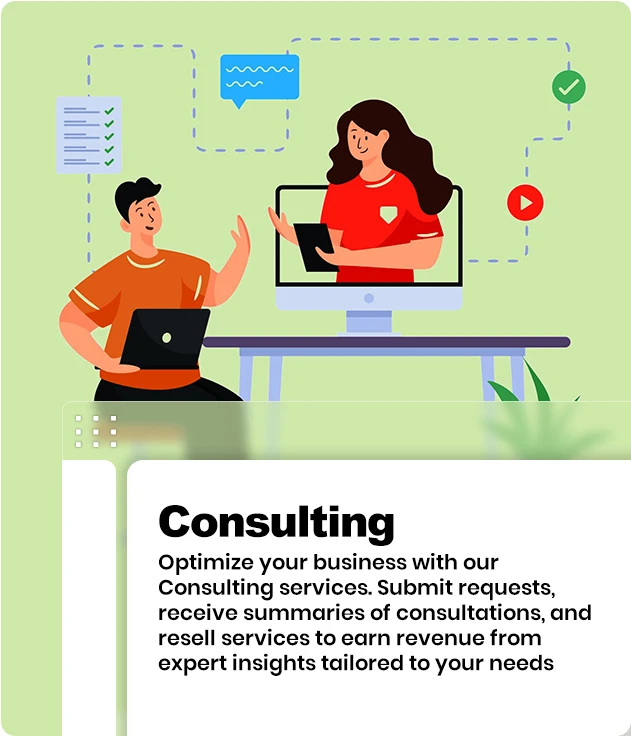 Consulting
Optimize your business with our
Consulting services. Submit requests,
receive summaries of consultations, and
resell services to earn revenue from
expert insights tailored to your needs